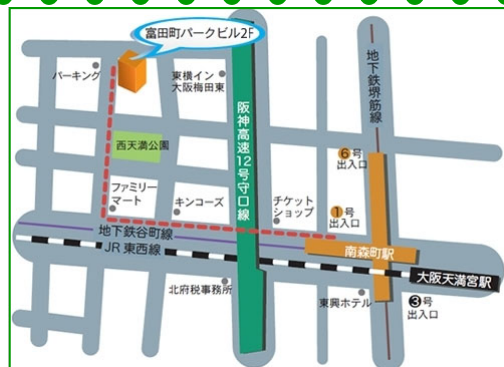 富田町パークビル2F
パーキング
東横イン
大阪梅田東
阪神高速12号守口線
地下鉄堺筋線
西天満公園
6号
出入口
ファミリー
マート
キンコーズ
チケット
ショップ
1号
出入口
地下鉄谷町線
JR東西線
南森町駅
大阪天満宮駅
北府税事務所
東興ホテル
3号
出入口